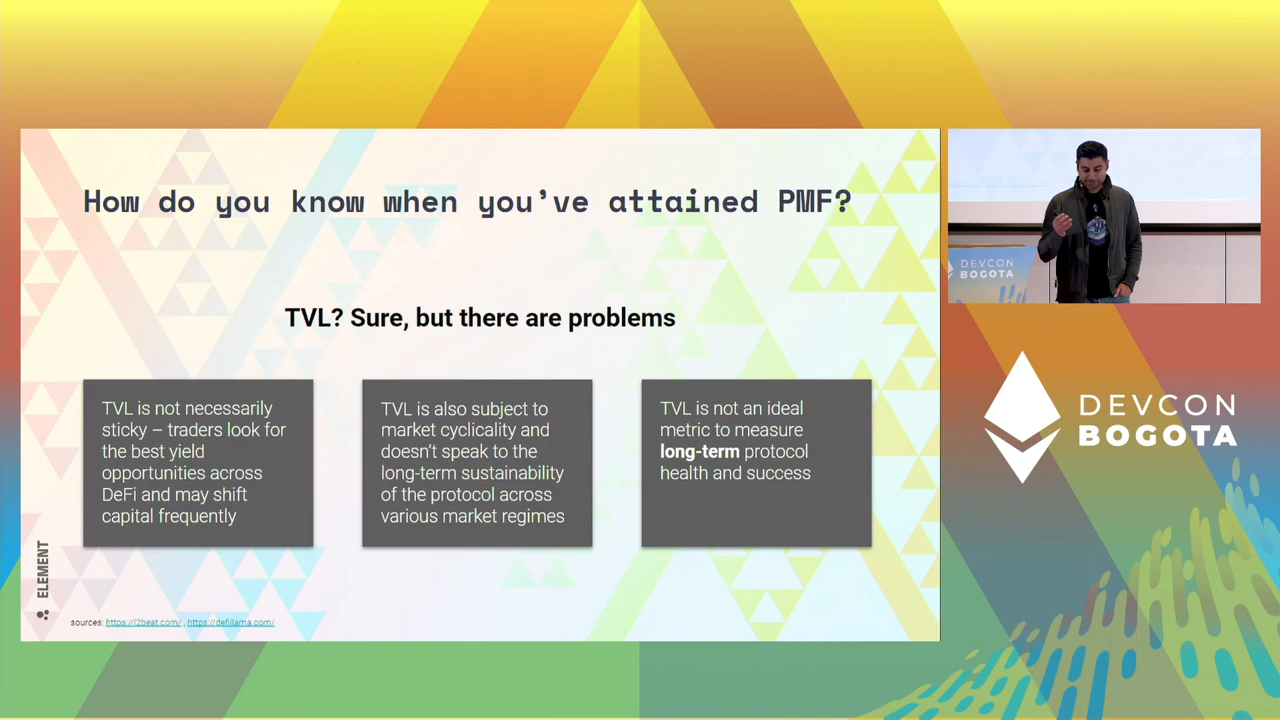 How do you know when you've attained PMF?
TVL? Sure, but there are problems
TVL is not necessarily
sticky – traders look for
the best yield
opportunities across
DeFi and may shift
capital frequently
TVL is also subject to
market cyclicality and
doesn't speak to the
long-term sustainability
of the protocol across
various market regimes
TVL is not an ideal
metric to measure
long-term protocol
health and success
ELEMENT
sources: https://l2beat.com/ , https://defillama.com/
DEVCON
BOGOTA
DEVCON
BOGOTA